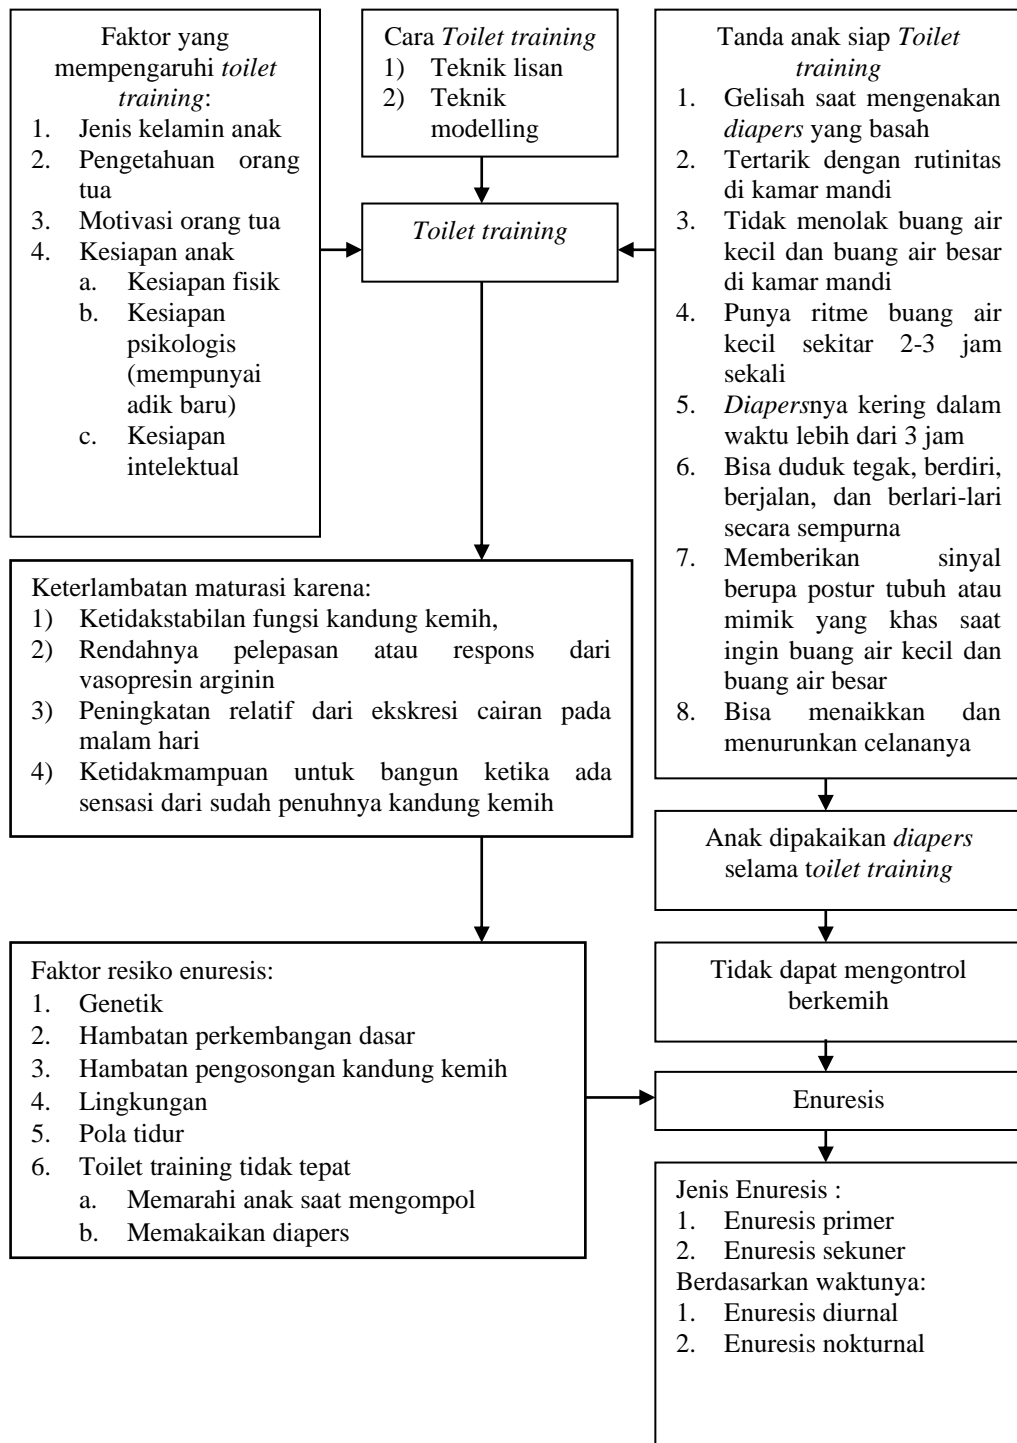 Faktor yang
mempengaruhi toilet
training:
1. Jenis kelamin anak
2. Pengetahuan orang
tua
3. Motivasi orang tua
4. Kesiapan anak
a. Kesiapan fisik
b. Kesiapan
psikologis
(mempunyai
adik baru)
c. Kesiapan
intelektual
Cara Toilet training
1) Teknik lisan
2) Teknik
modelling
Toilet training
Tanda anak siap Toilet
training
1. Gelisah saat mengenakan
diapers yang basah
2. Tertarik dengan rutinitas
di kamar mandi
3. Tidak menolak buang air
kecil dan buang air besar
di kamar mandi
4. Punya ritme buang air
kecil sekitar 2-3 jam
sekali
5. Diapersnya kering dalam
waktu lebih dari 3 jam
6. Bisa duduk tegak, berdiri,
berjalan, dan berlari-lari
secara sempurna
7. Memberikan sinyal
berupa postur tubuh atau
mimik yang khas saat
ingin buang air kecil dan
buang air besar
8. Bisa menaikkan dan
menurunkan celananya
Keterlambatan maturasi karena:
1) Ketidakstabilan fungsi kandung kemih,
2) Rendahnya pelepasan atau respons dari
vasopresin arginin
3) Peningkatan relatif dari ekskresi cairan pada
malam hari
4) Ketidakmampuan untuk bangun ketika ada
sensasi dari sudah penuhnya kandung kemih
Anak dipakaikan diapers
selama toilet training
Tidak dapat mengontrol
berkemih
Faktor resiko enuresis:
1. Genetik
2. Hambatan perkembangan dasar
3. Hambatan pengosongan kandung kemih
4. Lingkungan
5. Pola tidur
6. Toilet training tidak tepat
a. Memarahi anak saat mengompol
b. Memakaikan diapers
Enuresis
Jenis Enuresis :
1. Enuresis primer
2. Enuresis sekuner
Berdasarkan waktunya:
1. Enuresis diurnal
2. Enuresis nokturnal